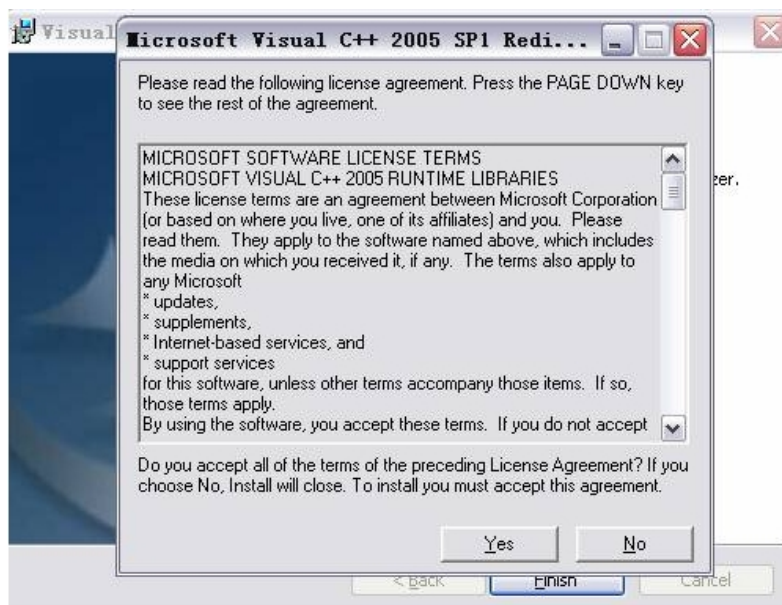 Visual
Microsoft Visual C++ 2005 SP1 Redi...
Please read the following license agreement. Press the PAGE DOWN key
to see the rest of the agreement.
MICROSOFT SOFTWARE LICENSE TERMS
MICROSOFT VISUAL C++ 2005 RUNTIME LIBRARIES
These license terms are an agreement between Microsoft Corporation
(or based on where you live, one of its affiliates) and you. Please
read them. They apply to the software named above, which includes
the media on which you received it, if any. The terms also apply to
any Microsoft
* updates,
* supplements,
* Internet-based services, and
* support services
for this software, unless other terms accompany those items. If so,
those terms apply.
By using the software, you accept these terms. If you do not accept
zer.
Do you accept all of the terms of the preceding License Agreement? If you
choose No, Install will close. To install you must accept this agreement.
Yes No
< Back Finish Cancel